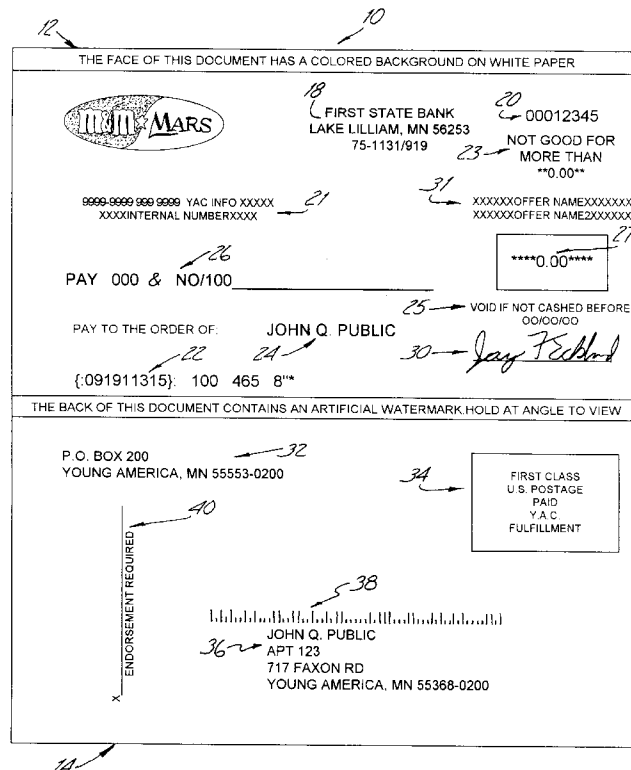 12
10
THE FACE OF THIS DOCUMENT HAS A COLORED BACKGROUND ON WHITE PAPER
m&m's MARS
18
FIRST STATE BANK
LAKE LILLIAM, MN 56253
75-1131/919
20
00012345
23
NOT GOOD FOR
MORE THAN
**0.00**
9999-9999 999 9999 YAC INFO XXXXX
XXXXINTERNAL NUMBERXXXX
21
31
XXXXXXOFFER NAMEXXXXXXX
XXXXXXOFFER NAME2XXXXXX
27
****0.00****
26
PAY 000 & NO/100
25
VOID IF NOT CASHED BEFORE
OO/OO/OO
PAY TO THE ORDER OF:
JOHN Q. PUBLIC
24
30
Jay F Ecklund
22
{:091911315}: 100 465 8"*
THE BACK OF THIS DOCUMENT CONTAINS AN ARTIFICIAL WATERMARK.HOLD AT ANGLE TO VIEW
P.O. BOX 200
YOUNG AMERICA, MN 55553-0200
32
34
FIRST CLASS
U.S. POSTAGE
PAID
Y.A.C.
FULFILLMENT
40
X
ENDORSEMENT REQUIRED
38
36
JOHN Q. PUBLIC
APT 123
717 FAXON RD
YOUNG AMERICA, MN 55368-0200
14